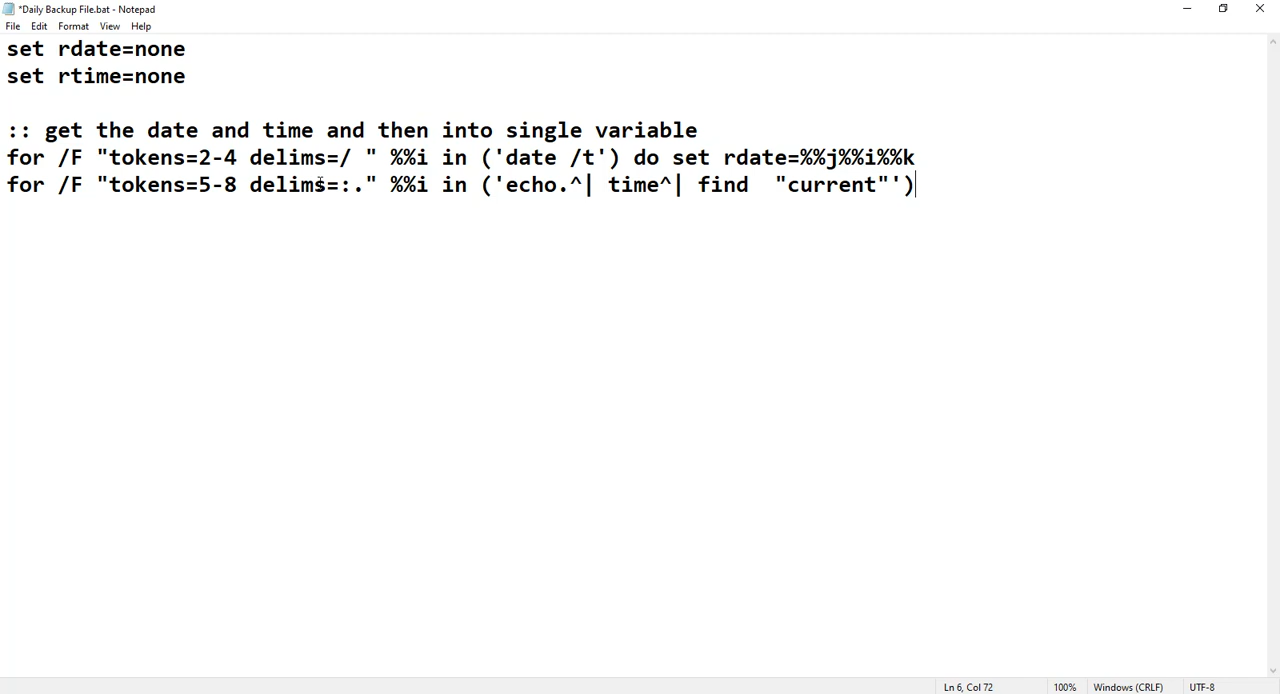 *Daily Backup File.bat - Notepad
File Edit Format View Help
set rdate=none
set rtime=none
:: get the date and time and then into single variable
for /F "tokens=2-4 delims=/ " %%i in ('date /t') do set rdate=%%j%%i%%k
for /F "tokens=5-8 delims=:." %%i in ('echo.^| time^| find  "current"')
Ln 6, Col 72 100% Windows (CRLF) UTF-8